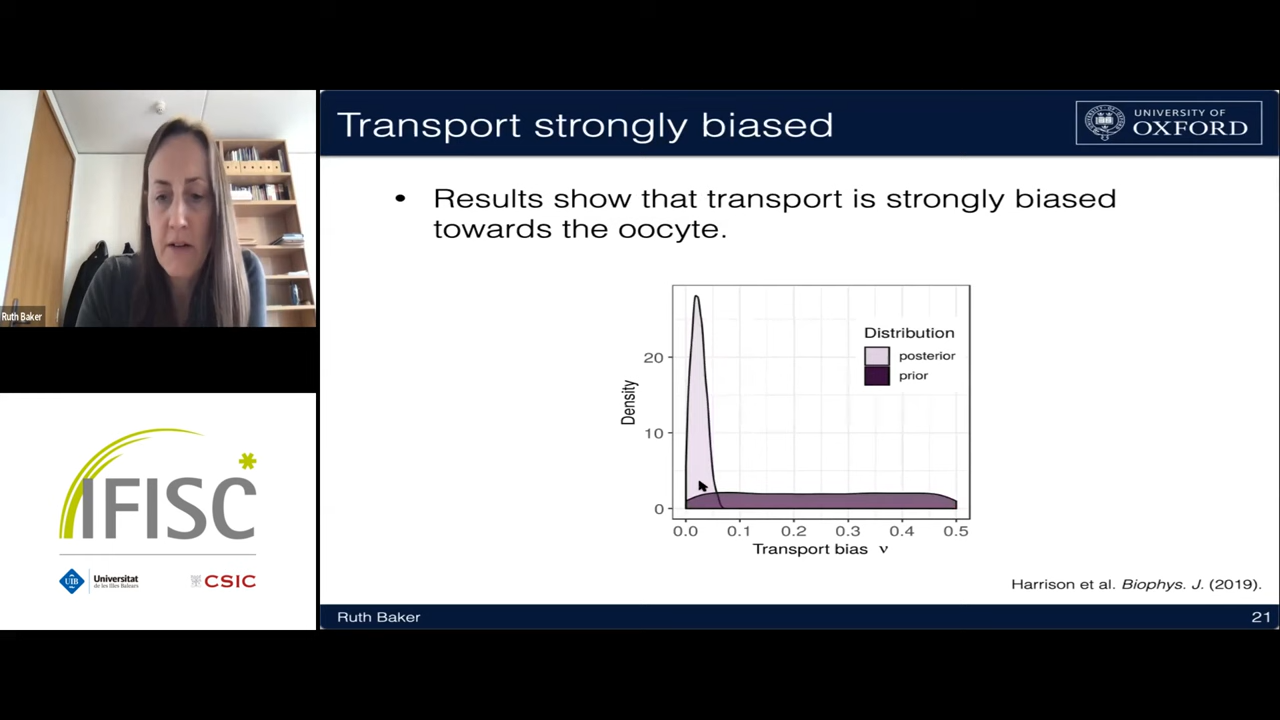 Transport strongly biased
UNIVERSITY OF
OXFORD
• Results show that transport is strongly biased
towards the oocyte.
Distribution
posterior
prior
Density
20
10
0
0.0 0.1 0.2 0.3 0.4 0.5
Transport bias ν
Harrison et al. Biophys. J. (2019).
Ruth Baker
21
Ruth Baker
IFISC
UIB
Universitat
de les Illes Balears
CSIC